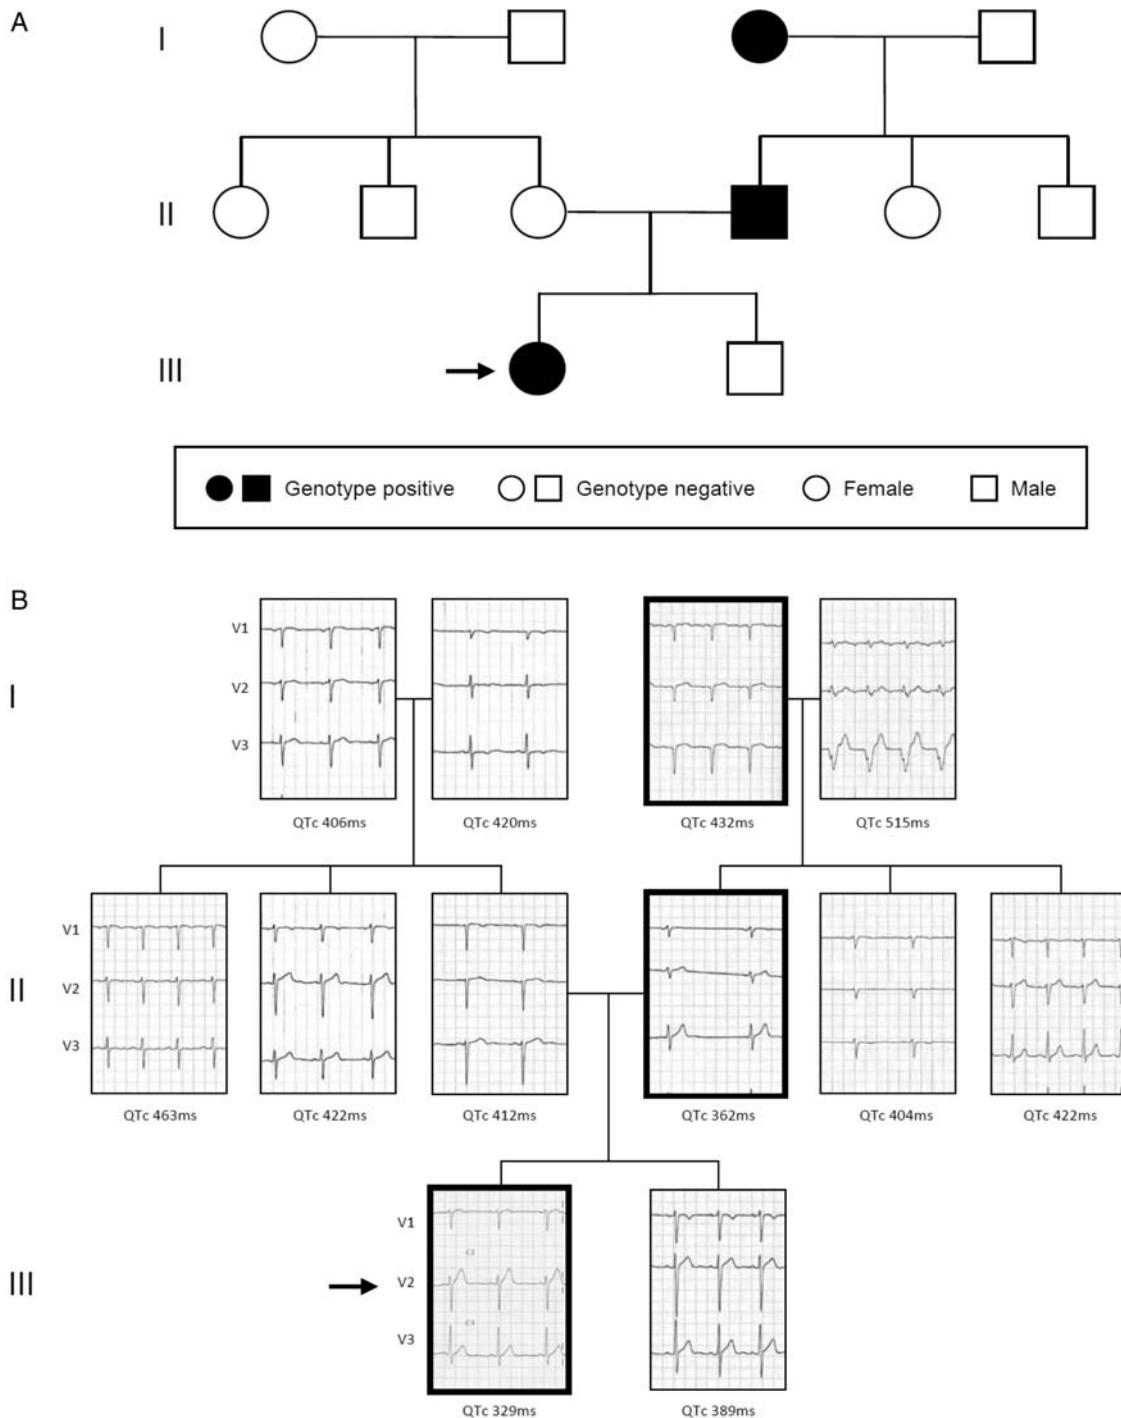 A
I
II
III
Genotype positive Genotype negative Female Male
B
I
V1
V2
V3
QTc 406ms QTc 420ms QTc 432ms QTc 515ms
II
V1
V2
V3
QTc 463ms QTc 422ms QTc 412ms QTc 362ms QTc 404ms QTc 422ms
III
V1
V2
V3
QTc 329ms QTc 389ms